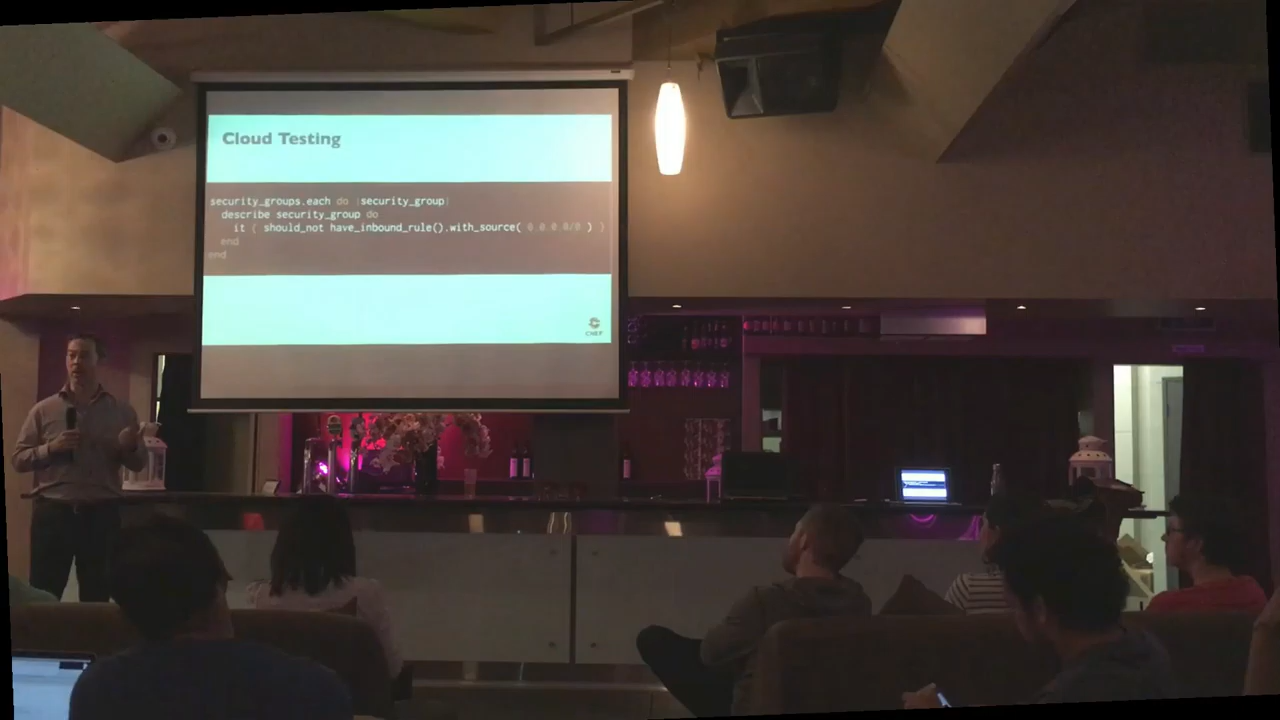 Cloud Testing
security_groups.each do |security_group|
describe security_group do
it { should_not have_inbound_rule().with_source( 0.0.0.0/0 ) }
end
end
CHEF